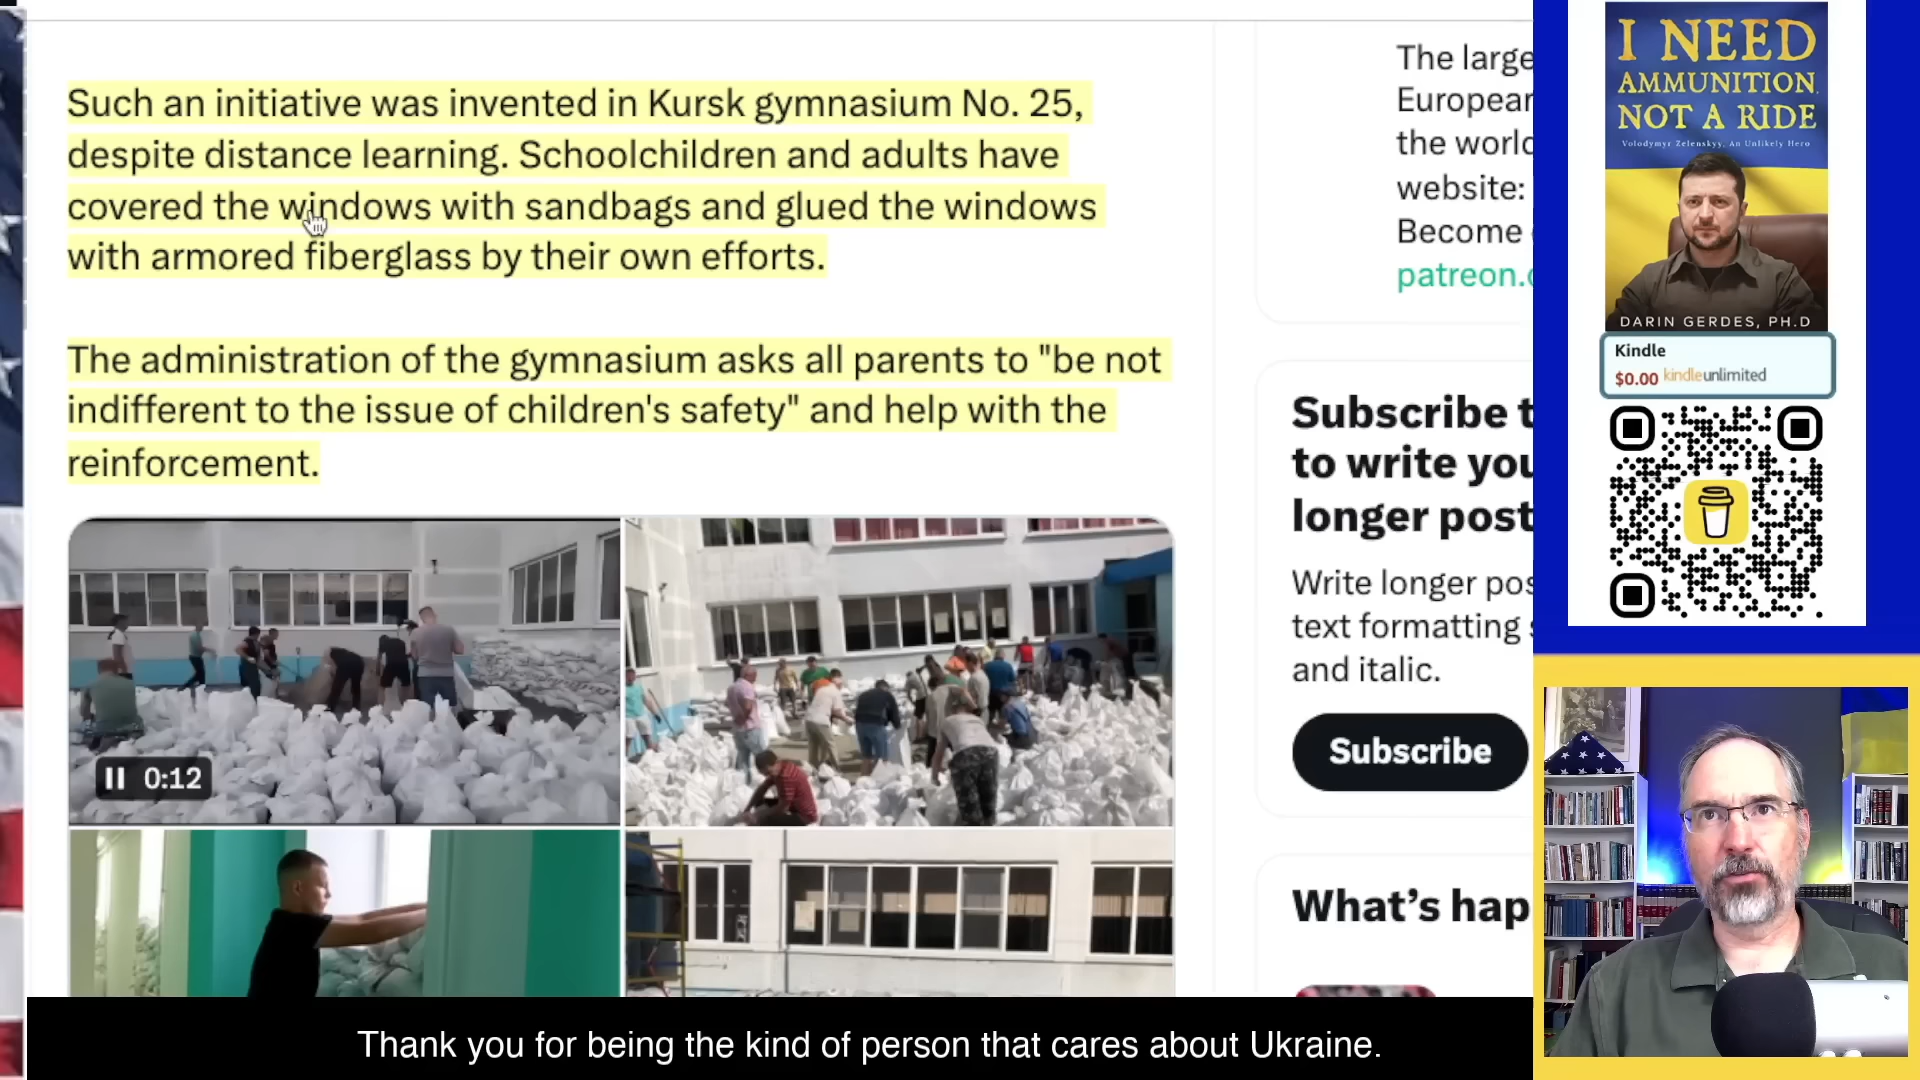 Such an initiative was invented in Kursk gymnasium No. 25,
despite distance learning. Schoolchildren and adults have
covered the windows with sandbags and glued the windows
with armored fiberglass by their own efforts.
The administration of the gymnasium asks all parents to "be not
indifferent to the issue of children's safety" and help with the
reinforcement.
0:12
The large
European
the world
website:
Become
patreon.
Subscribe t
to write you
longer post
Write longer pos
text formatting s
and italic.
Subscribe
What's hap
I NEED
AMMUNITION,
NOT A RIDE
Volodymyr Zelenskyy, An Unlikely Hero
DARIN GERDES, PH.D
Kindle
$0.00 kindleunlimited
Thank you for being the kind of person that cares about Ukraine.